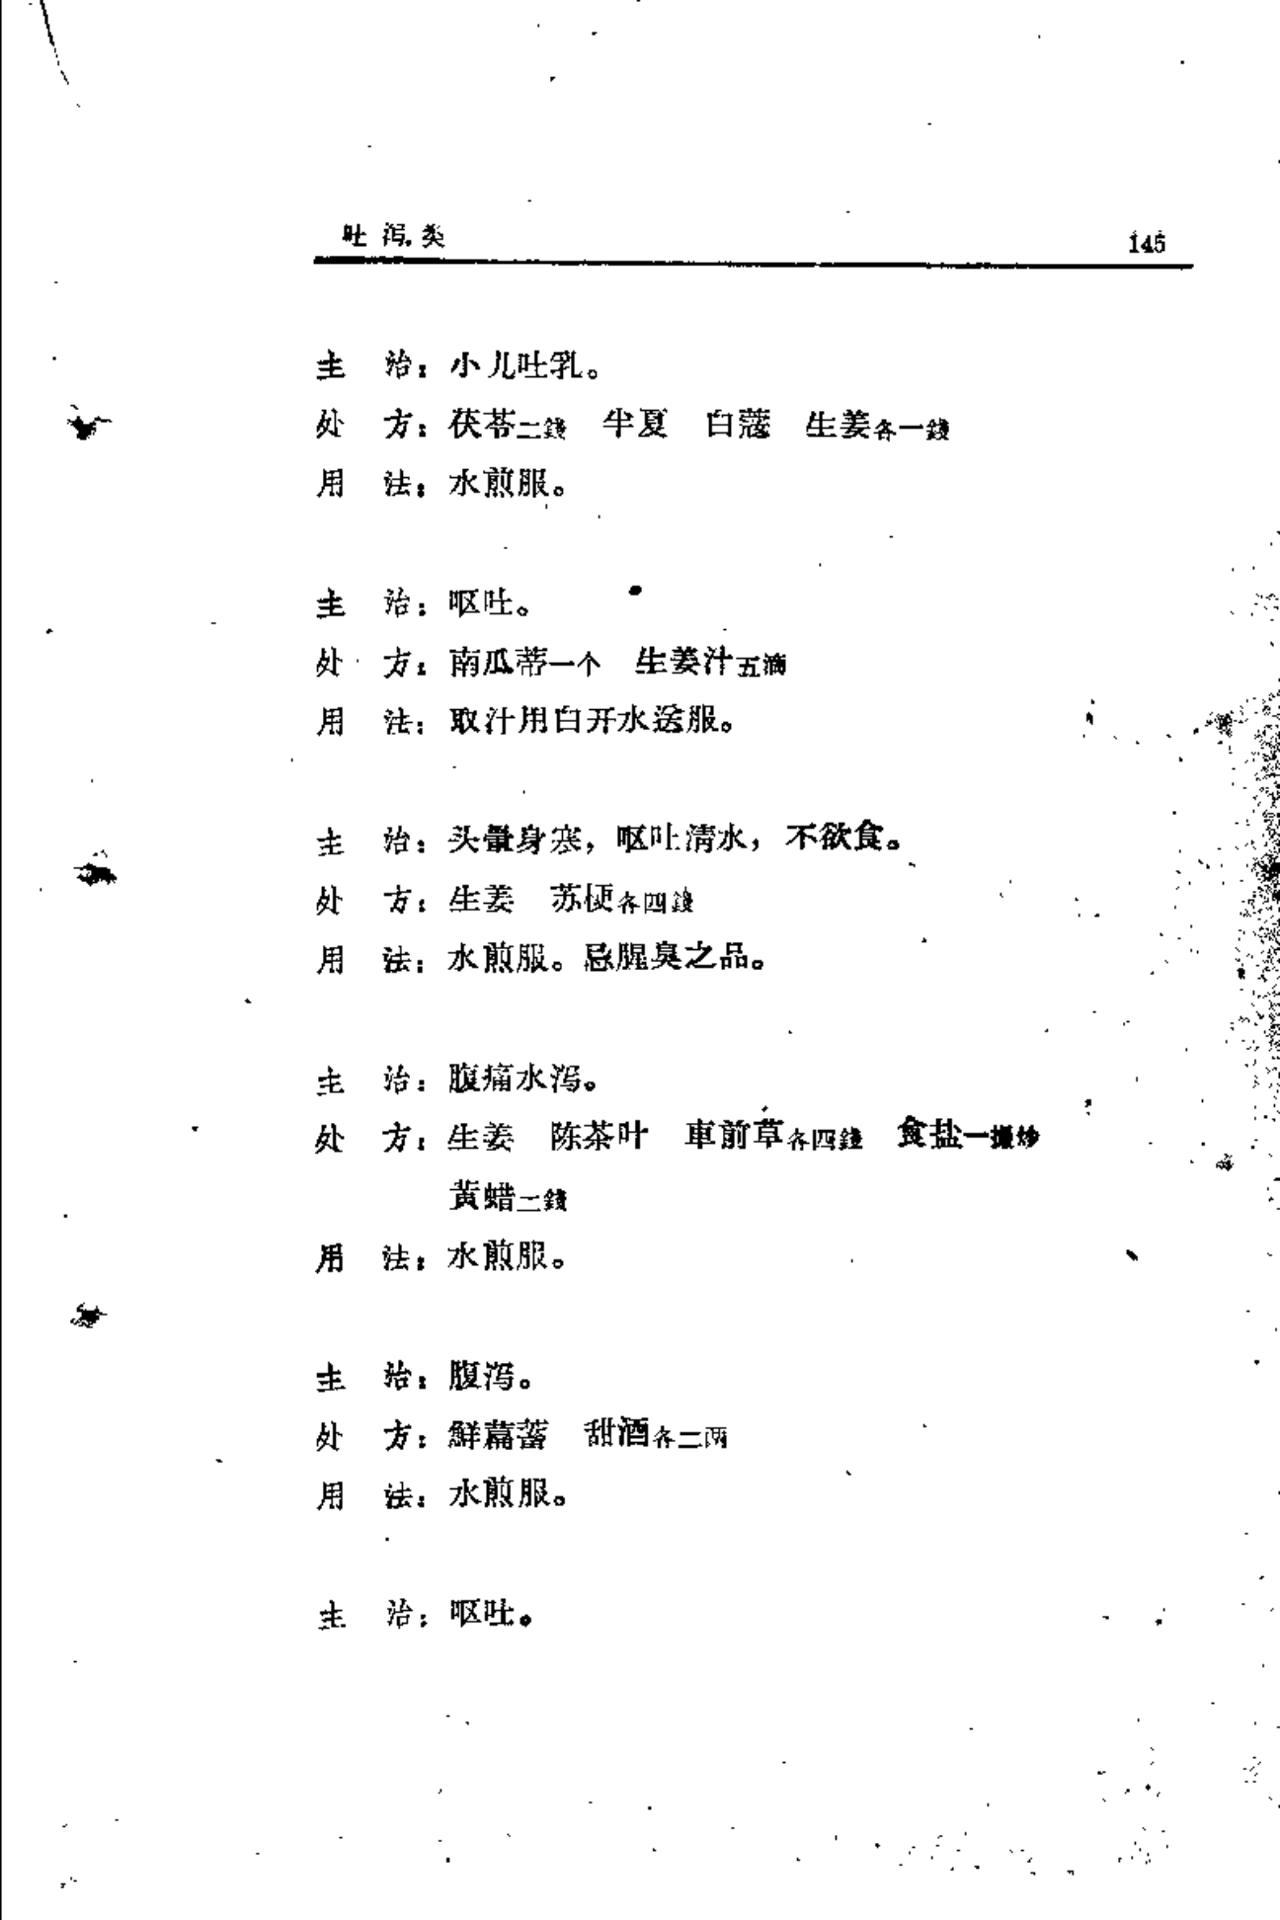 吐泻类 145
主　治：小儿吐乳。
处　方：茯苓二錢　半夏　白蔻　生姜各一錢
用　法：水煎服。
主　治：呕吐。
处　方：南瓜蒂一个　生姜汁五滴
用　法：取汁用白开水送服。
主　治：头暈身寒，呕吐清水，不欲食。
处　方：生姜　苏梗各四錢
用　法：水煎服。忌腥臭之品。
主　治：腹痛水泻。
处　方：生姜　陈茶叶　車前草各四錢　食盐一撮炒
黃蜡二錢
用　法：水煎服。
主　治：腹泻。
处　方：鮮萹蓄　甜酒各二两
用　法：水煎服。
主　治：呕吐。